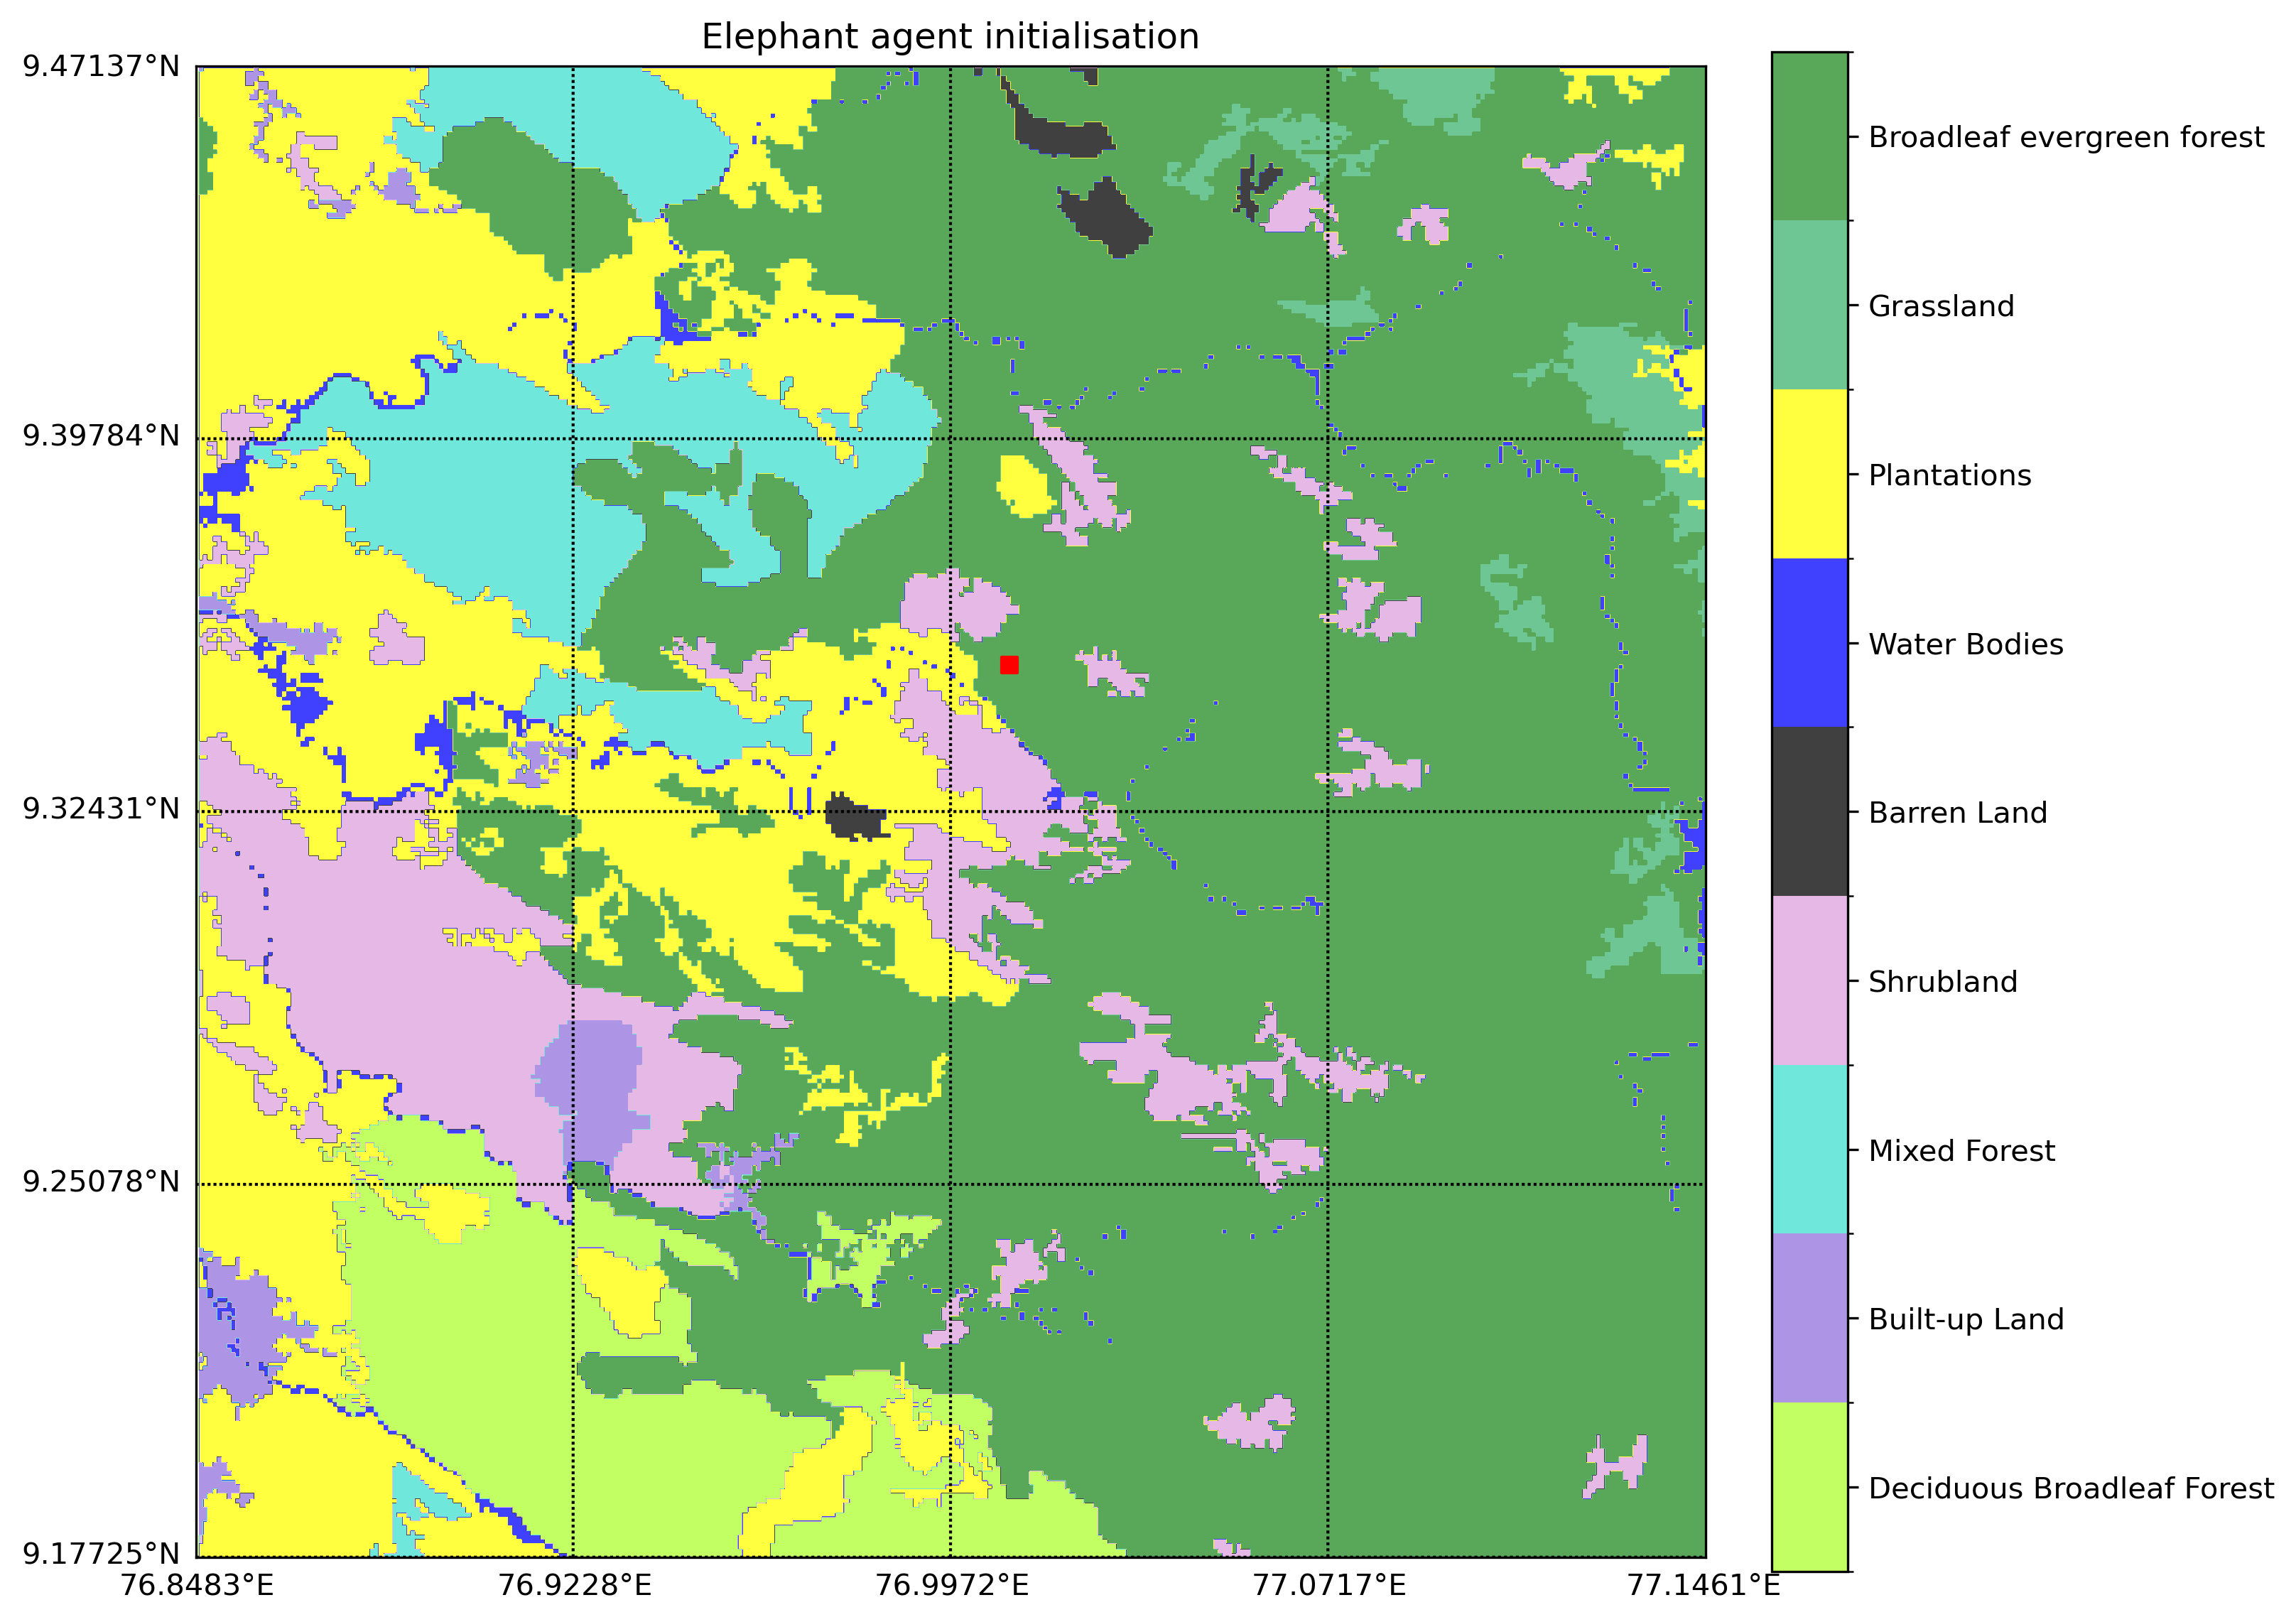 Elephant agent initialisation
9.47137°N
9.39784°N
9.32431°N
9.25078°N
9.17725°N
76.8483°E
76.9228°E
76.9972°E
77.0717°E
77.1461°E
Broadleaf evergreen forest
Grassland
Plantations
Water Bodies
Barren Land
Shrubland
Mixed Forest
Built-up Land
Deciduous Broadleaf Forest